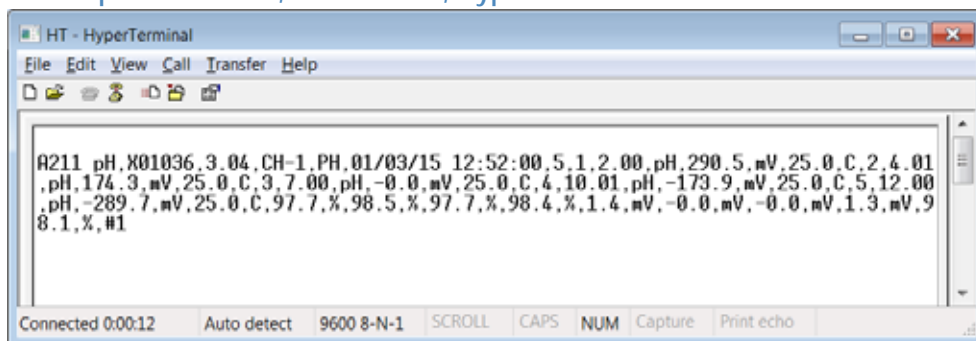 HT - HyperTerminal
File Edit View Call Transfer Help
A211 pH,X01036,3.04,CH-1,PH,01/03/15 12:52:00,5,1,2.00,pH,290.5,mV,25.0,C,2,4.01
,pH,174.3,mV,25.0,C,3,7.00,pH,-0.0,mV,25.0,C,4,10.01,pH,-173.9,mV,25.0,C,5,12.00
,pH,-289.7,mV,25.0,C,97.7,%,98.5,%,97.7,%,98.4,%,1.4,mV,-0.0,mV,-0.0,mV,1.3,mV,9
8.1,%,#1
Connected 0:00:12 Auto detect 9600 8-N-1 SCROLL CAPS NUM Capture Print echo